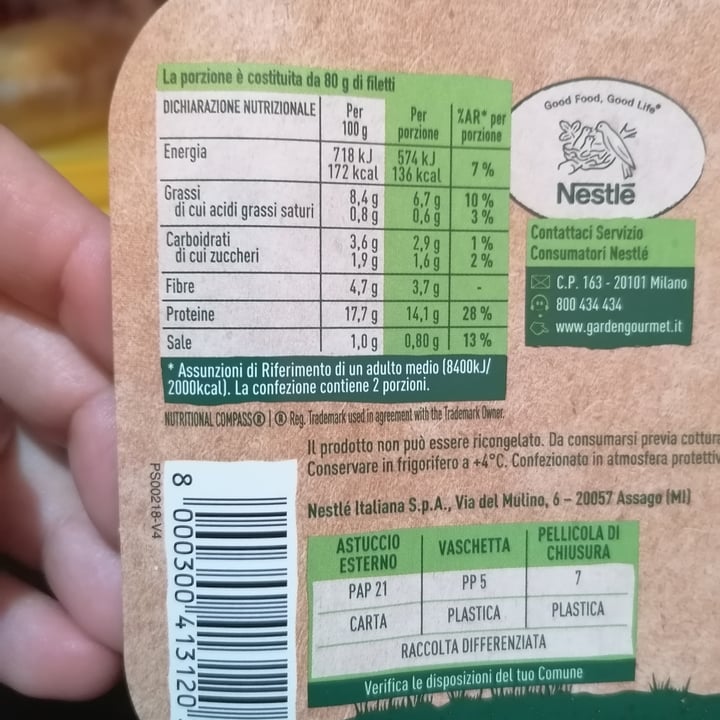 La porzione è costituita da 80 g di filetti
DICHIARAZIONE NUTRIZIONALE Per 100 g Per porzione %AR* per porzione
Energia 718 kJ 574 kJ
172 kcal 136 kcal 7 %
Grassi 8,4 g 6,7 g 10 %
di cui acidi grassi saturi 0,8 g 0,6 g 3 %
Carboidrati 3,6 g 2,9 g 1 %
di cui zuccheri 1,9 g 1,6 g 2 %
Fibre 4,7 g 3,7 g -
Proteine 17,7 g 14,1 g 28 %
Sale 1,0 g 0,80 g 13 %
* Assunzioni di Riferimento di un adulto medio (8400kJ/
2000kcal). La confezione contiene 2 porzioni.
NUTRITIONAL COMPASS® | ® Reg. Trademark used in agreement with the Trademark Owner.
Good Food, Good Life®
Nestlé
Contattaci Servizio
Consumatori Nestlé
C.P. 163 - 20101 Milano
800 434 434
www.gardengourmet.it
Il prodotto non può essere ricongelato. Da consumarsi previa cottura
Conservare in frigorifero a +4°C. Confezionato in atmosfera protettiv
Nestlé Italiana S.p.A., Via del Mulino, 6 – 20057 Assago (MI)
PS00218-V4
8 000300 413120
ASTUCCIO ESTERNO VASCHETTA PELLICOLA DI CHIUSURA
PAP 21 PP 5 7
CARTA PLASTICA PLASTICA
RACCOLTA DIFFERENZIATA
Verifica le disposizioni del tuo Comune